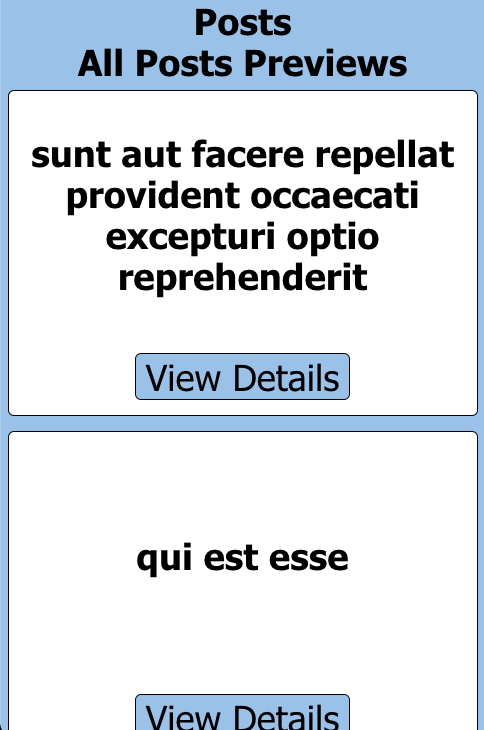 Posts
All Posts Previews
sunt aut facere repellat
provident occaecati
excepturi optio
reprehenderit
View Details
qui est esse
View Details